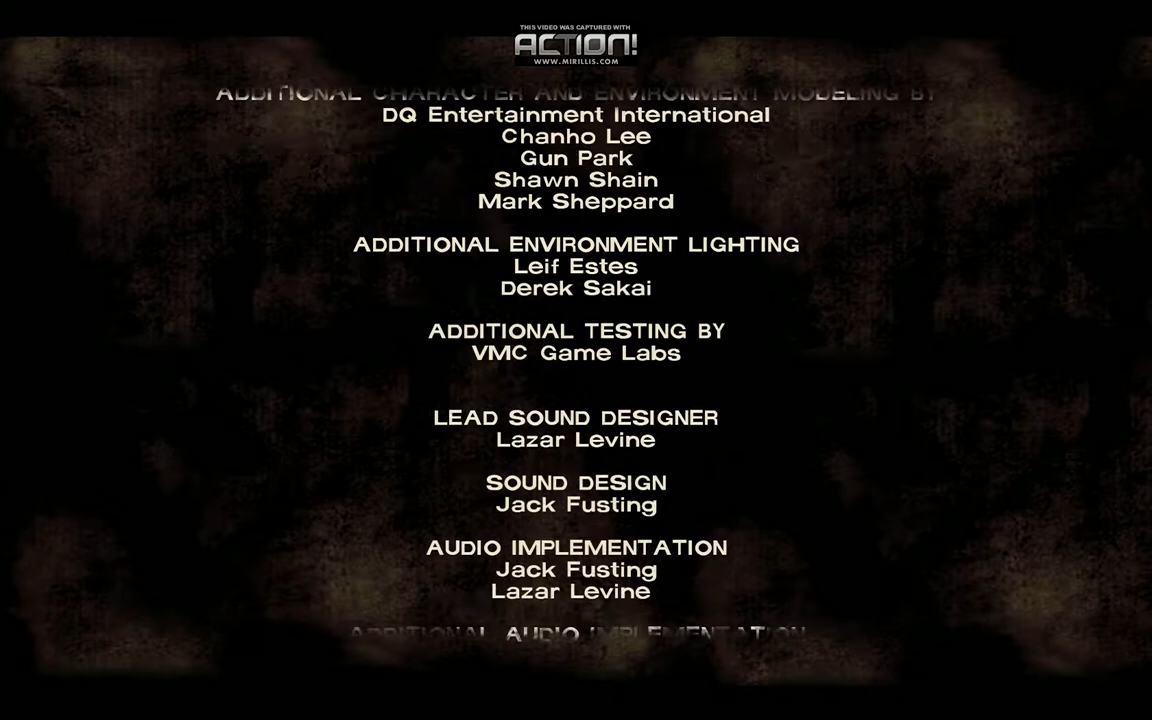 THIS VIDEO WAS CAPTURED WITH
ACTION!
WWW.MIRILLIS.COM
ADDITIONAL CHARACTER AND ENVIRONMENT MODELING BY
DQ Entertainment International
Chanho Lee
Gun Park
Shawn Shain
Mark Sheppard
ADDITIONAL ENVIRONMENT LIGHTING
Leif Estes
Derek Sakai
ADDITIONAL TESTING BY
VMC Game Labs
LEAD SOUND DESIGNER
Lazar Levine
SOUND DESIGN
Jack Fusting
AUDIO IMPLEMENTATION
Jack Fusting
Lazar Levine
ADDITIONAL AUDIO IMPLEMENTATION